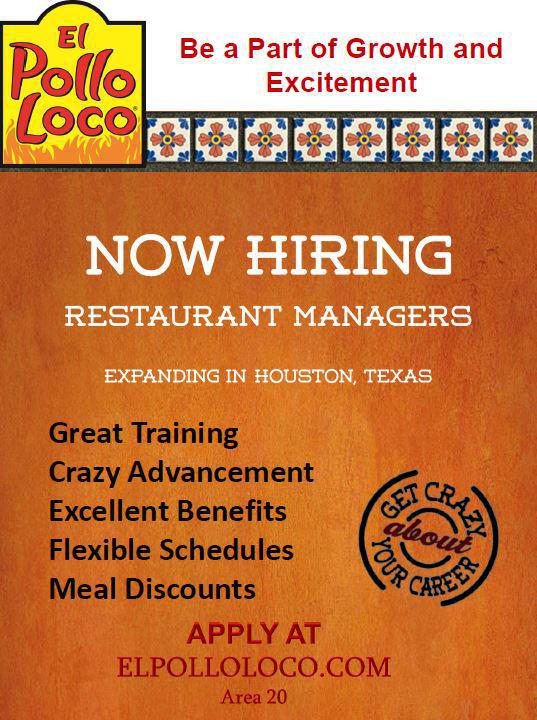 El
Pollo
Loco®
Be a Part of Growth and
Excitement
NOW HIRING
RESTAURANT MANAGERS
EXPANDING IN HOUSTON, TEXAS
Great Training
Crazy Advancement
Excellent Benefits
Flexible Schedules
Meal Discounts
GET CRAZY
about
YOUR CAREER
APPLY AT
ELPOLLOLOCO.COM
Area 20